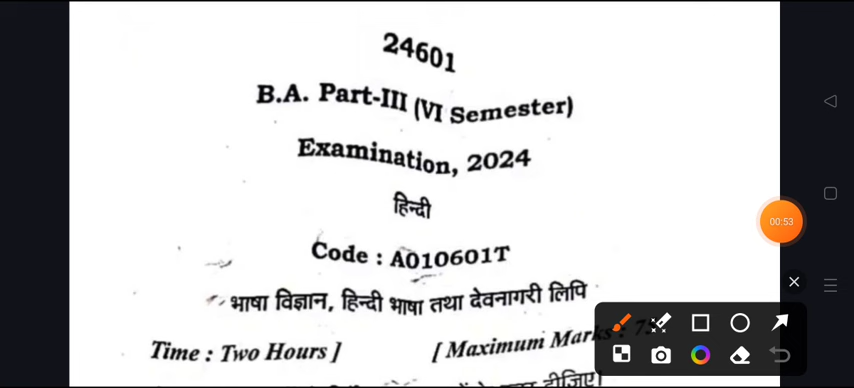 24601
B.A. Part-III (VI Semester)
Examination, 2024
हिन्दी
Code : A010601T
भाषा विज्ञान, हिन्दी भाषा तथा देवनागरी लिपि
Time : Two Hours ] [ Maximum Marks :
दीजिए।
00:53